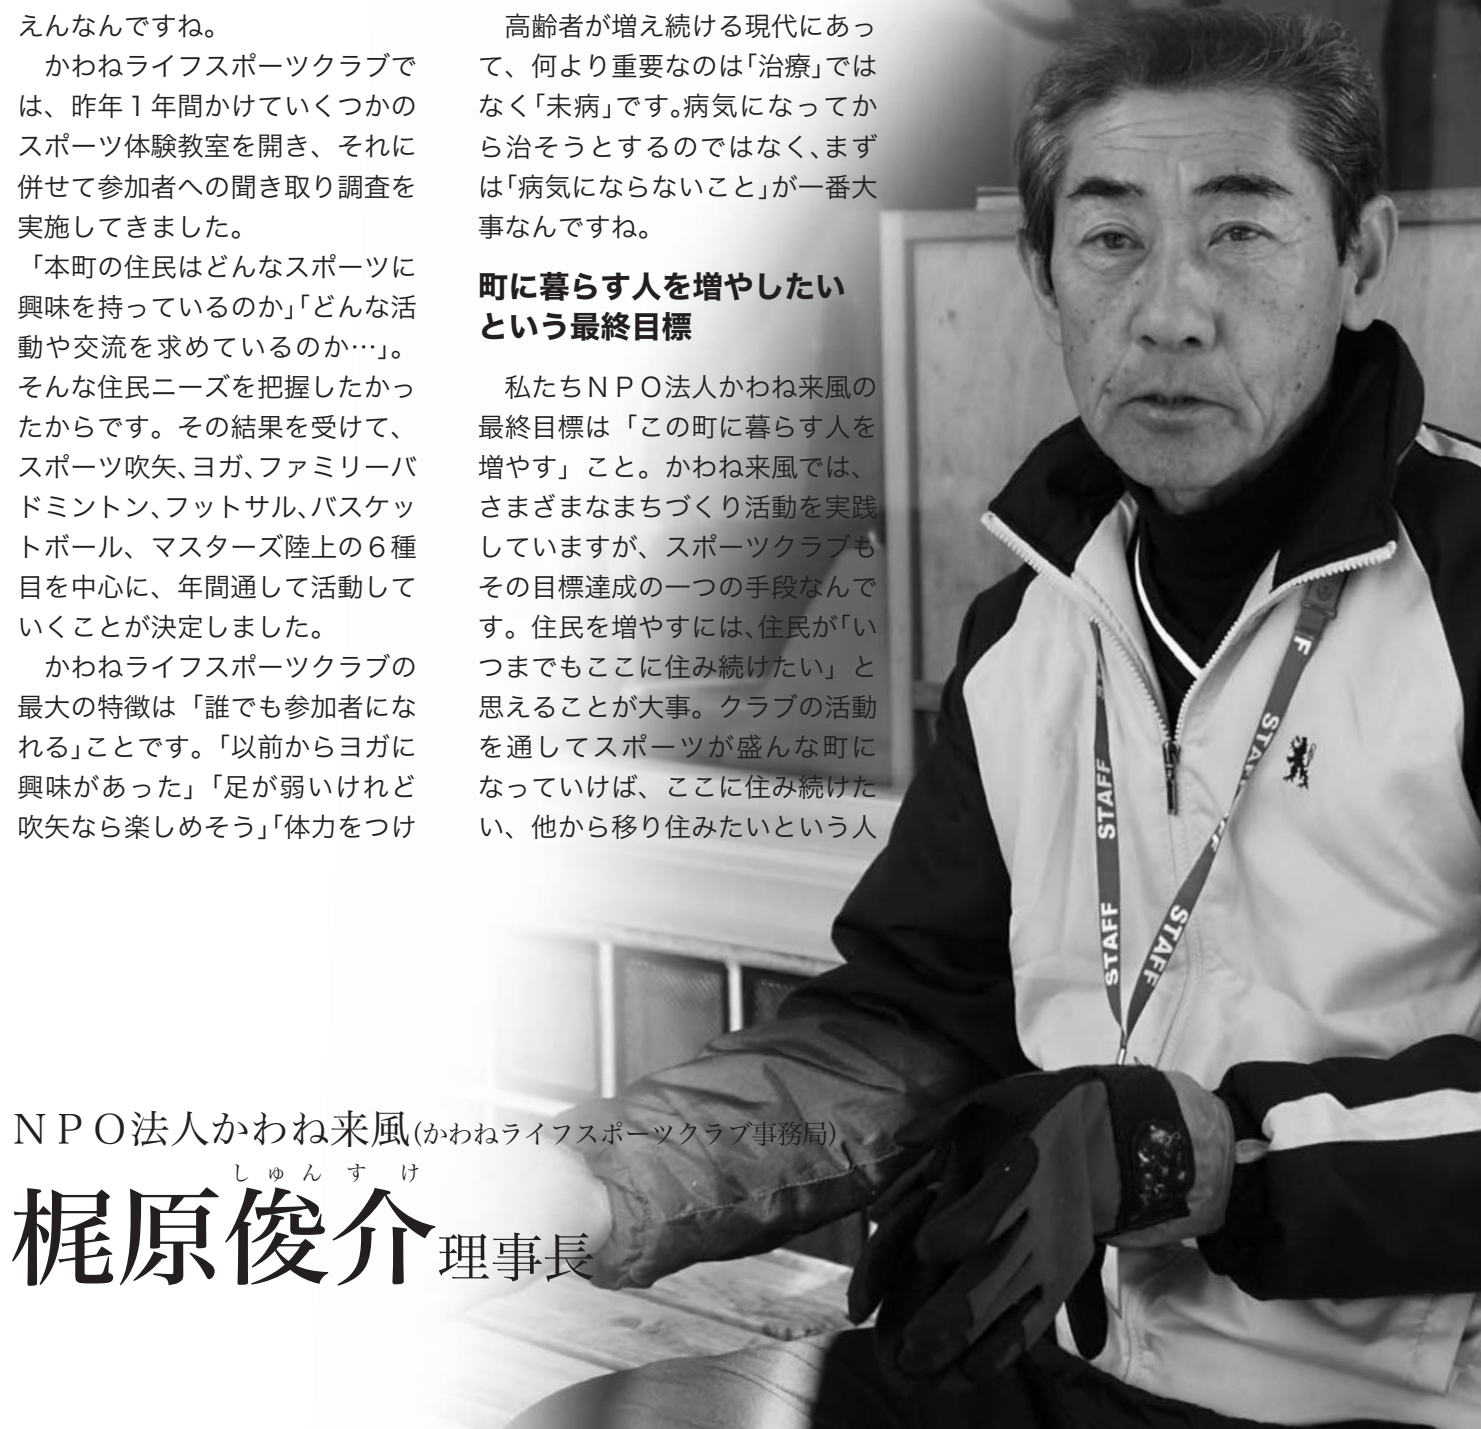 えんなんですね。
　かわねライフスポーツクラブで
は、昨年１年間かけていくつかの
スポーツ体験教室を開き、それに
併せて参加者への聞き取り調査を
実施してきました。
「本町の住民はどんなスポーツに
興味を持っているのか」「どんな活
動や交流を求めているのか…」。
そんな住民ニーズを把握したかっ
たからです。その結果を受けて、
スポーツ吹矢、ヨガ、ファミリーバ
ドミントン、フットサル、バスケッ
トボール、マスターズ陸上の６種
目を中心に、年間通して活動して
いくことが決定しました。
　かわねライフスポーツクラブの
最大の特徴は「誰でも参加者にな
れる」ことです。「以前からヨガに
興味があった」「足が弱いけれど
吹矢なら楽しめそう」「体力をつけ
　高齢者が増え続ける現代にあっ
て、何より重要なのは「治療」では
なく「未病」です。病気になってか
ら治そうとするのではなく、まず
は「病気にならないこと」が一番大
事なんですね。
町に暮らす人を増やしたい
という最終目標
　私たちＮＰＯ法人かわね来風の
最終目標は「この町に暮らす人を
増やす」こと。かわね来風では、
さまざまなまちづくり活動を実践
していますが、スポーツクラブも
その目標達成の一つの手段なんで
す。住民を増やすには、住民が「い
つまでもここに住み続けたい」と
思えることが大事。クラブの活動
を通してスポーツが盛んな町に
なっていけば、ここに住み続けた
い、他から移り住みたいという人
ＮＰＯ法人かわね来風(かわねライフスポーツクラブ事務局)
しゅんすけ
梶原俊介理事長
F
STAFF
STAFF
STAFF
STAFF